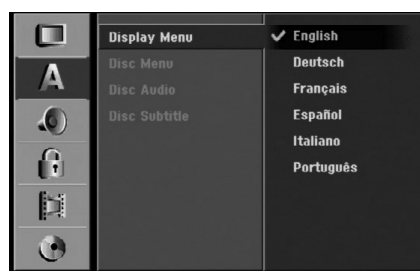 A
Display Menu
Disc Menu
Disc Audio
Disc Subtitle
✔ English
Deutsch
Français
Español
Italiano
Português